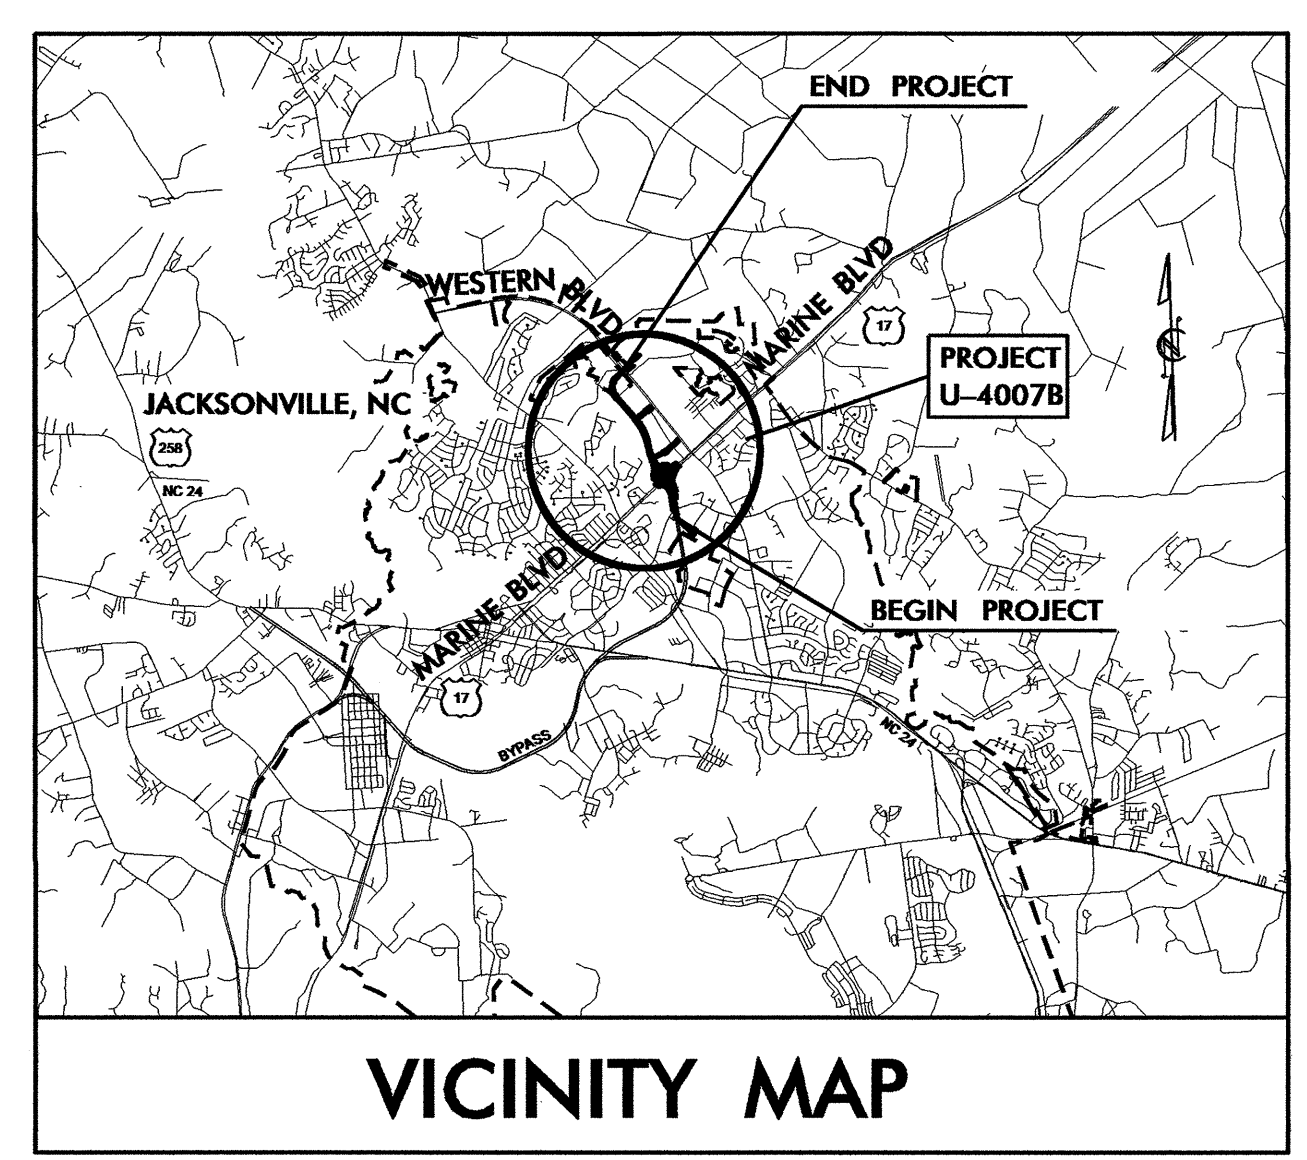 END PROJECT
WESTERN BLVD
MARINE BLVD
17
PROJECT
U-4007B
JACKSONVILLE, NC
258
NC 24
MARINE BLVD
BEGIN PROJECT
17
BYPASS
NC 24
N
VICINITY MAP